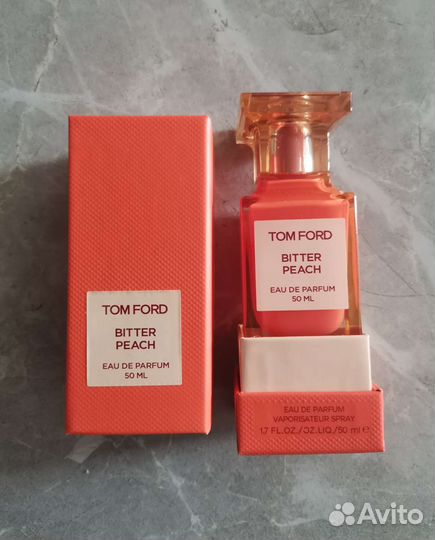 TOM FORD
BITTER
PEACH
EAU DE PARFUM
50 ML
TOM FORD
BITTER
PEACH
EAU DE PARFUM
50 ML
EAU DE PARFUM
VAPORISATEUR SPRAY
1.7 FL.OZ./OZ.LIQ./50 ml e
Avito